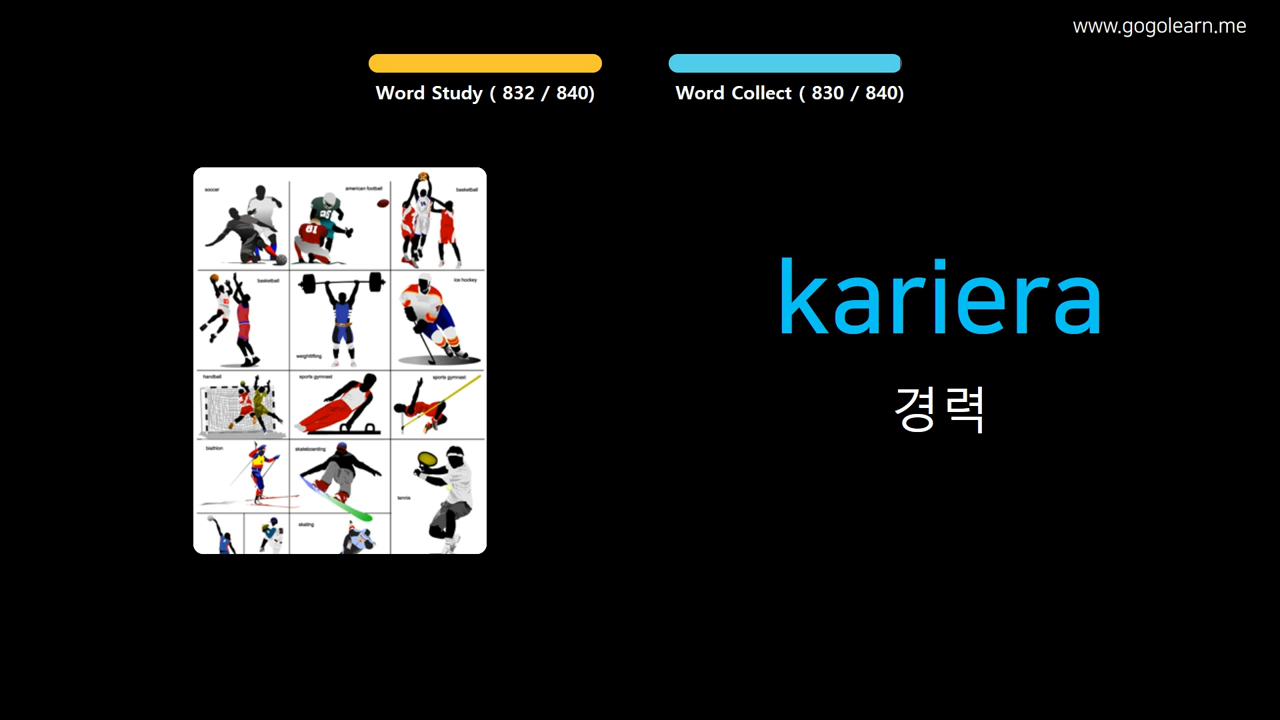 www.gogolearn.me
Word Study ( 832 / 840)
Word Collect ( 830 / 840)
soccer
american football
basketball
basketball
weightlifting
ice hockey
handball
sports gymnast
sports gymnast
biathlon
skateboarding
tennis
skating
81
kariera
경력